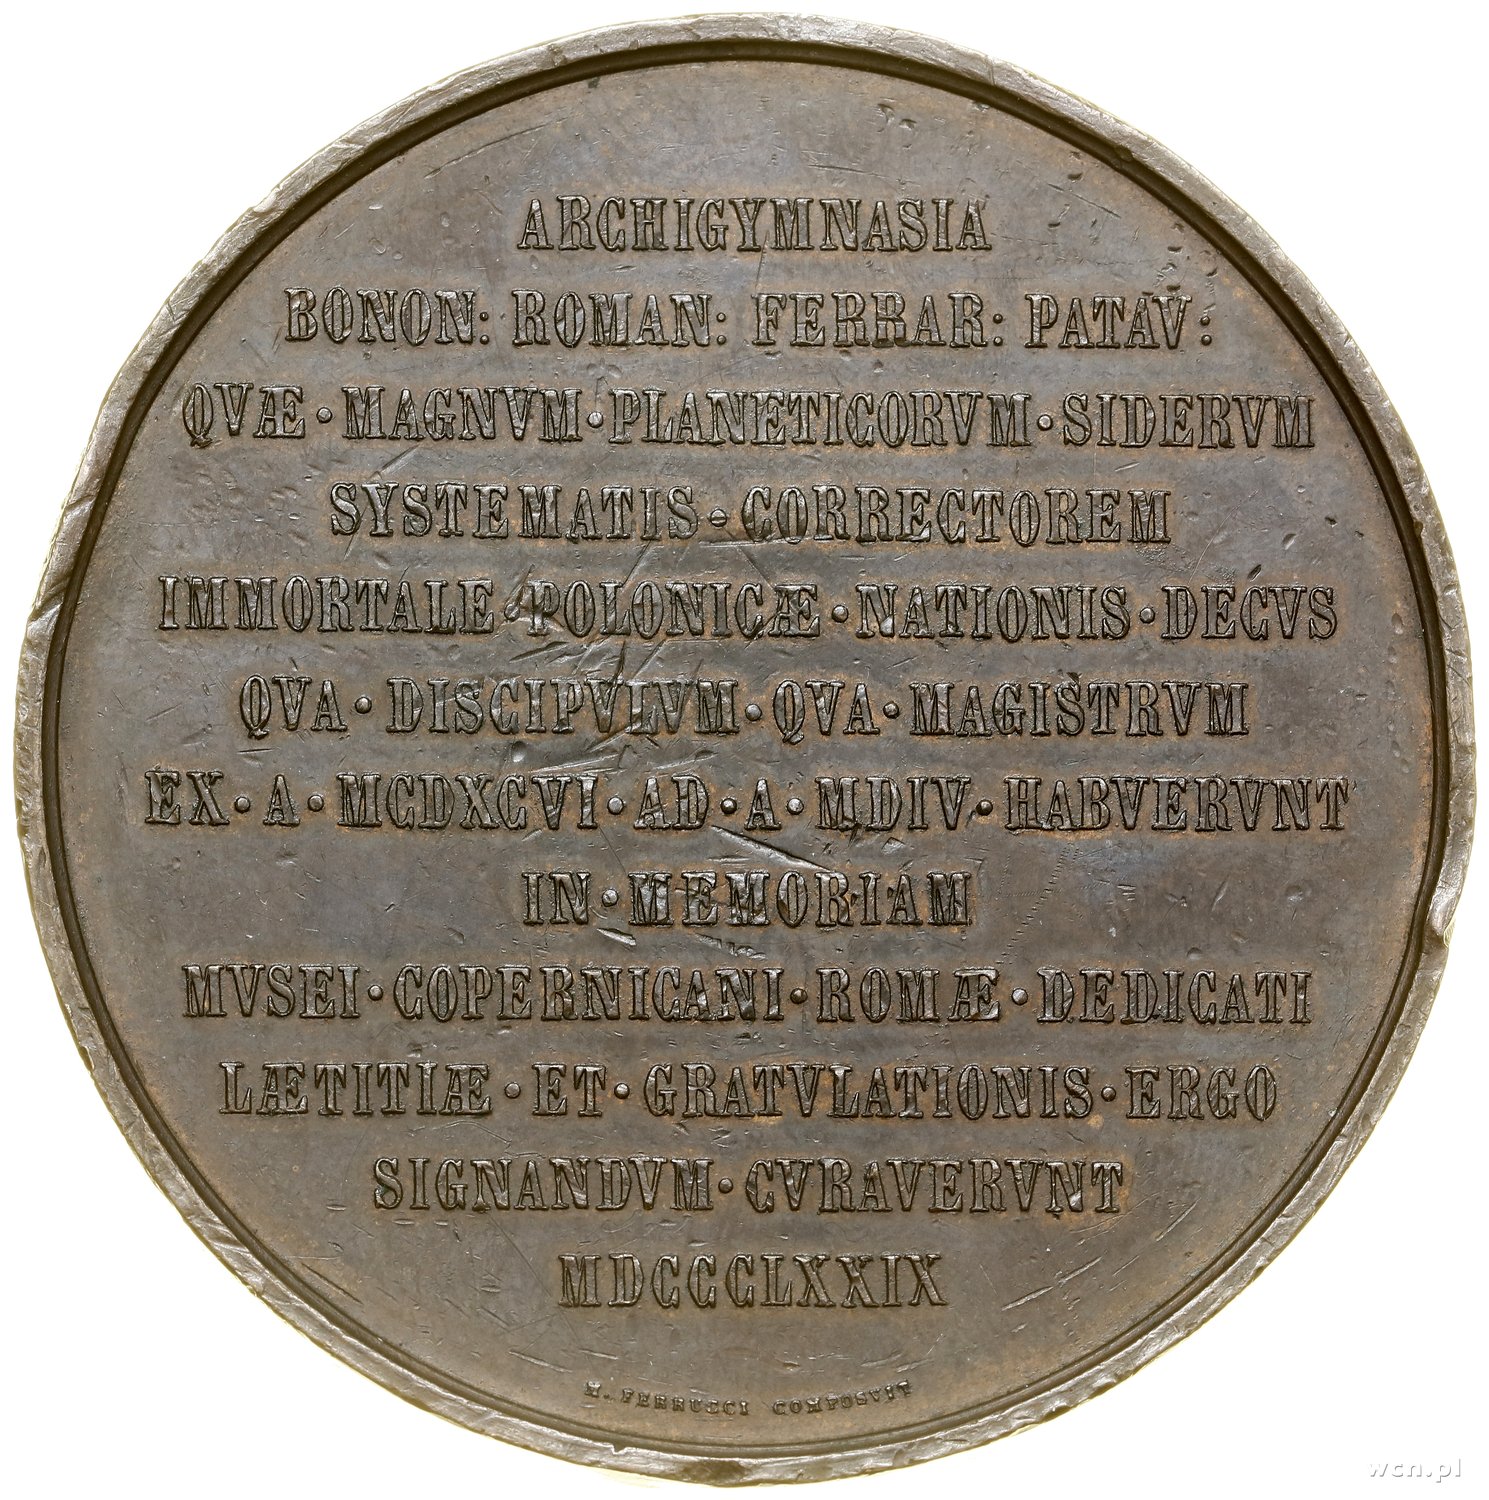 ARCHIGYMNASIA
BONON: ROMAN: FERRAR: PATAV:
QVÆ · MAGNVM · PLANETICORVM · SIDERVM
SYSTEMATIS · CORRECTOREM
IMMORTALE · POLONICÆ · NATIONIS · DECVS
QVA · DISCIPVLVM · QVA · MAGISTRVM
EX · A · MCDXCVI · AD · A · MDIV · HABVERVNT
IN · MEMORIAM
MVSEI · COPERNICANI · ROMÆ · DEDICATI
LÆTITIÆ · ET · GRATVLATIONIS · ERGO
SIGNANDVM · CVRAVERVNT
MDCCCLXXIX
M. FERRUCCI COMPOSVIT
wcn.pl